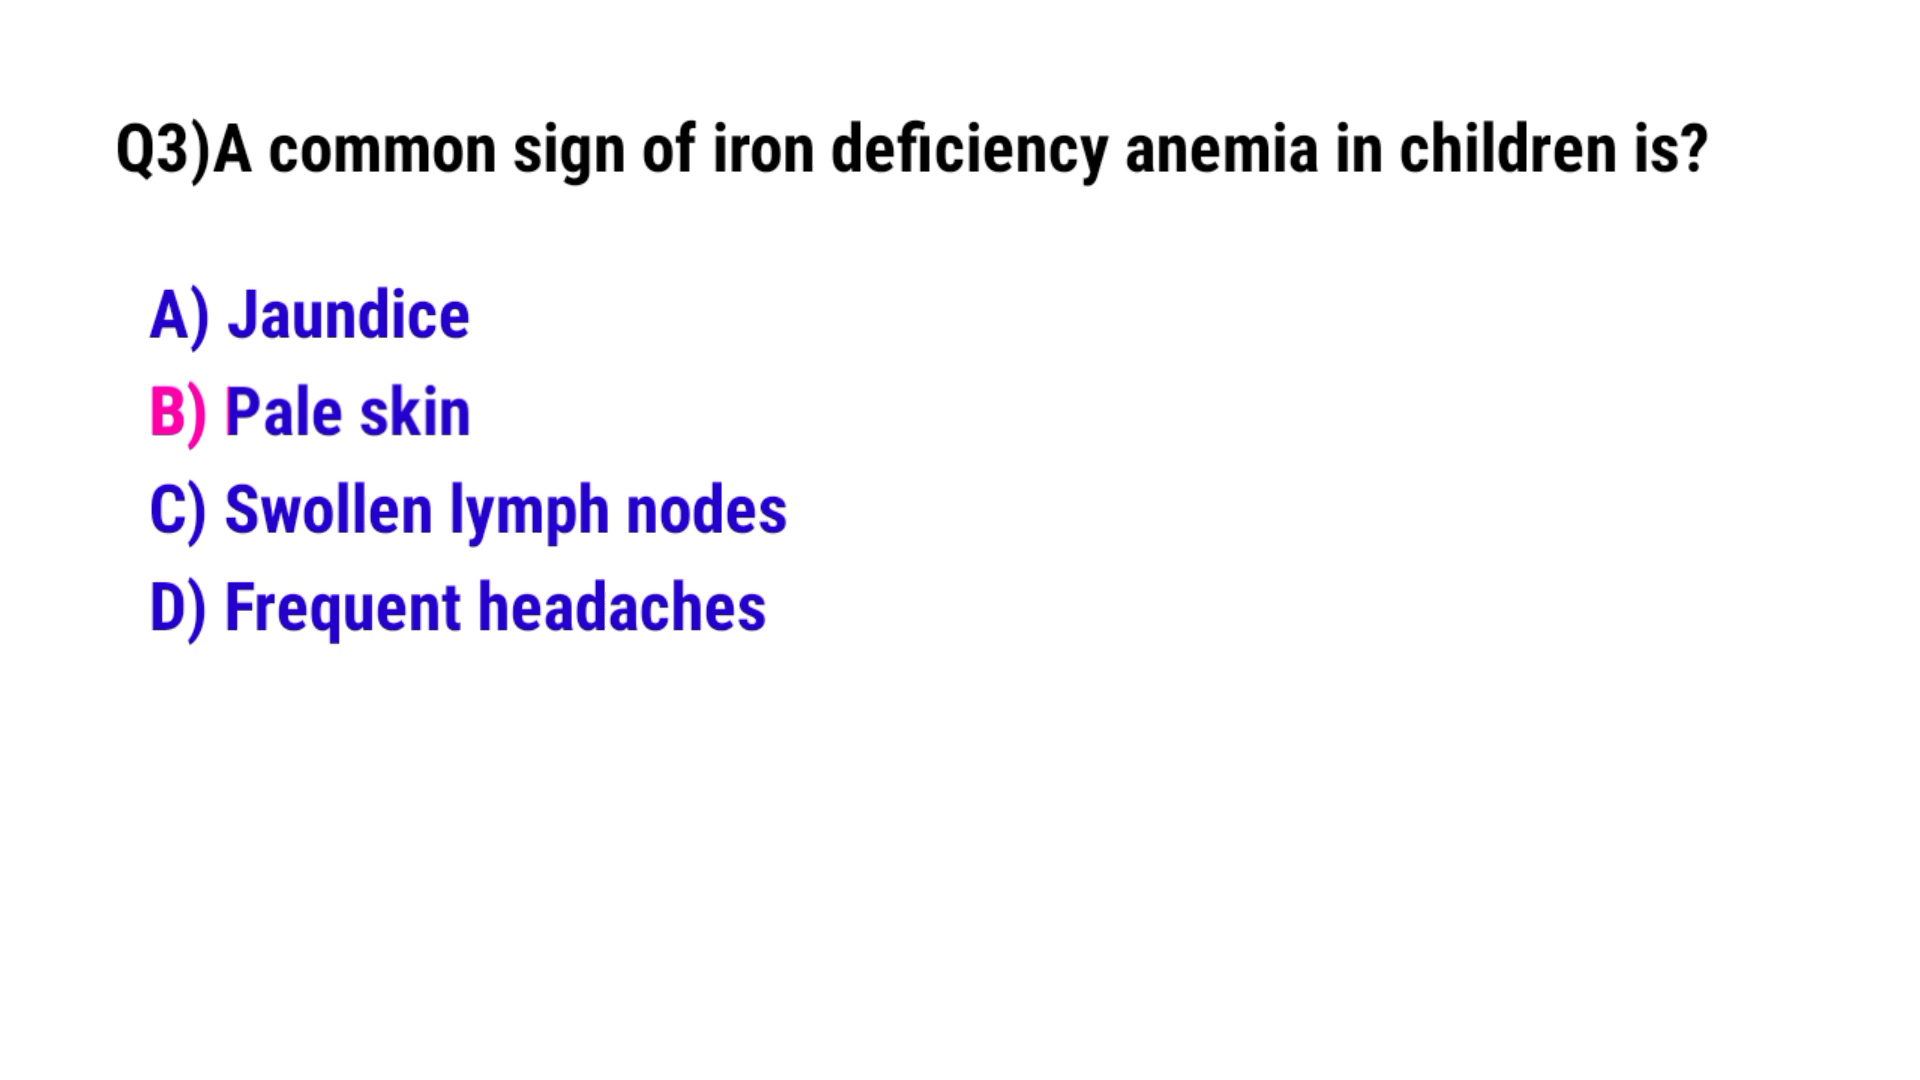 Q3)A common sign of iron deficiency anemia in children is?
A) Jaundice
B) Pale skin
C) Swollen lymph nodes
D) Frequent headaches